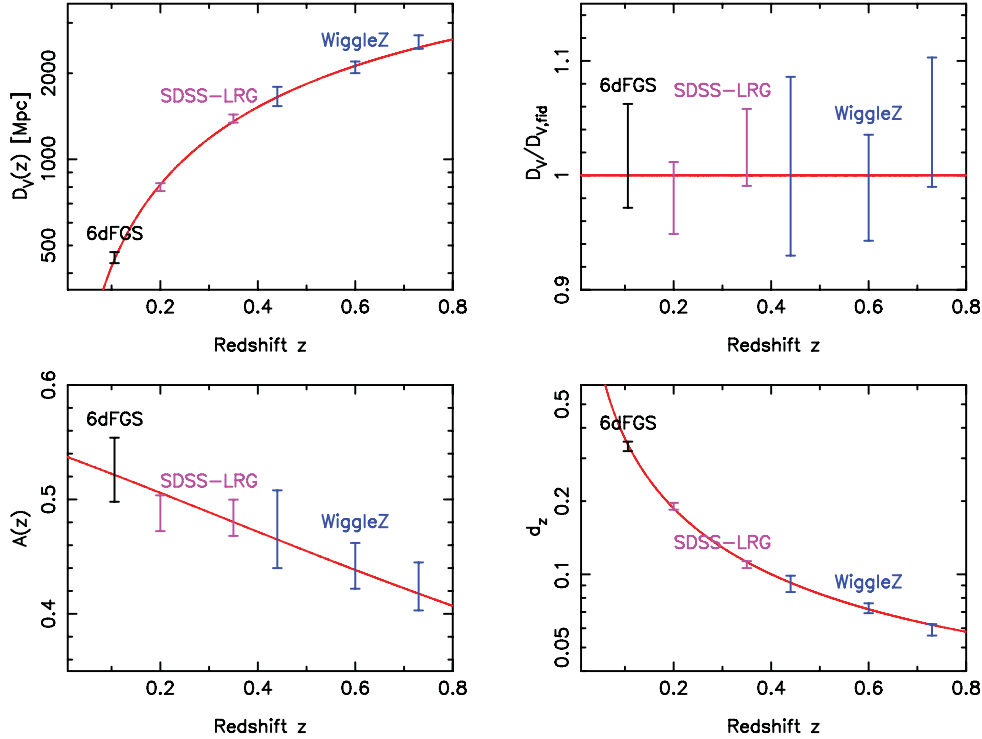 D_V(z) [Mpc]
2000
1000
500
WiggleZ
SDSS-LRG
6dFGS
0.2 0.4 0.6 0.8
Redshift z
D_V/D_V,fid
1.1
1
0.9
6dFGS
SDSS-LRG
WiggleZ
0.2 0.4 0.6 0.8
Redshift z
A(z)
0.6
0.5
0.4
6dFGS
SDSS-LRG
WiggleZ
0.2 0.4 0.6 0.8
Redshift z
d_z
0.5
0.2
0.1
0.05
6dFGS
SDSS-LRG
WiggleZ
0.2 0.4 0.6 0.8
Redshift z